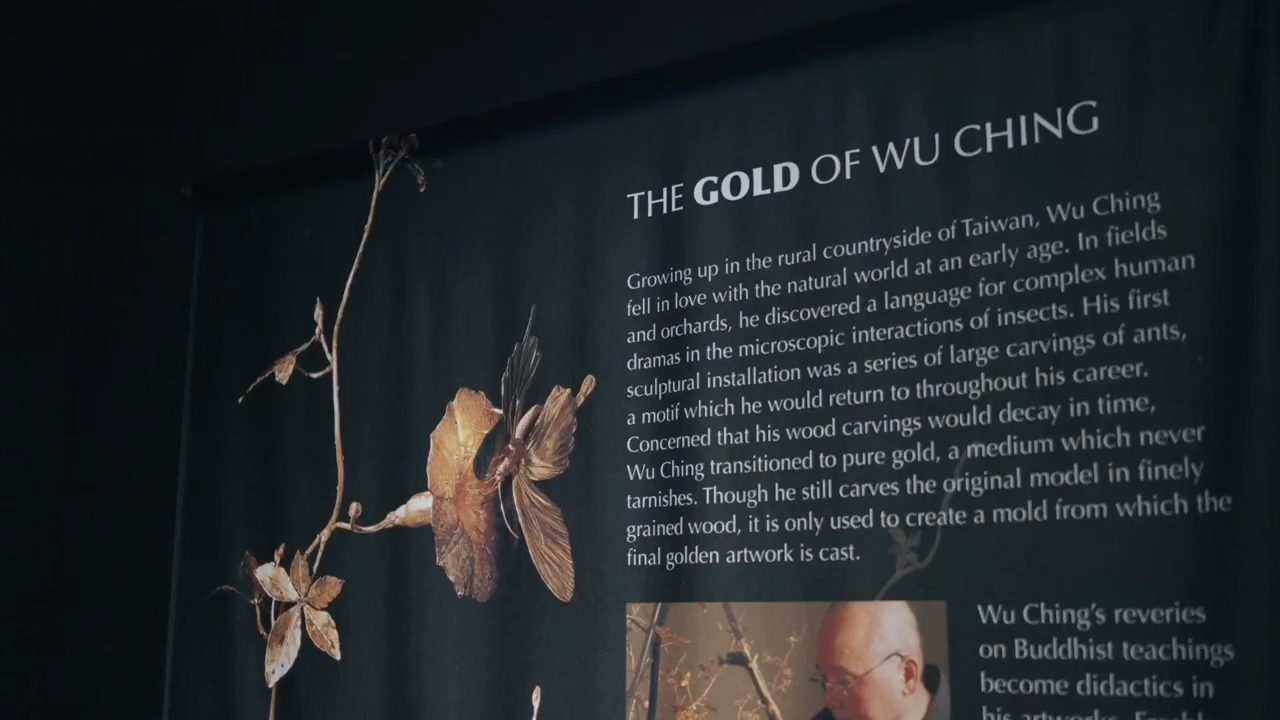 THE GOLD OF WU CHING
Growing up in the rural countryside of Taiwan, Wu Ching
fell in love with the natural world at an early age. In fields
and orchards, he discovered a language for complex human
dramas in the microscopic interactions of insects. His first
sculptural installation was a series of large carvings of ants,
a motif which he would return to throughout his career.
Concerned that his wood carvings would decay in time,
Wu Ching transitioned to pure gold, a medium which never
tarnishes. Though he still carves the original model in finely
grained wood, it is only used to create a mold from which the
final golden artwork is cast.
Wu Ching's reveries
on Buddhist teachings
become didactics in
his artworks.